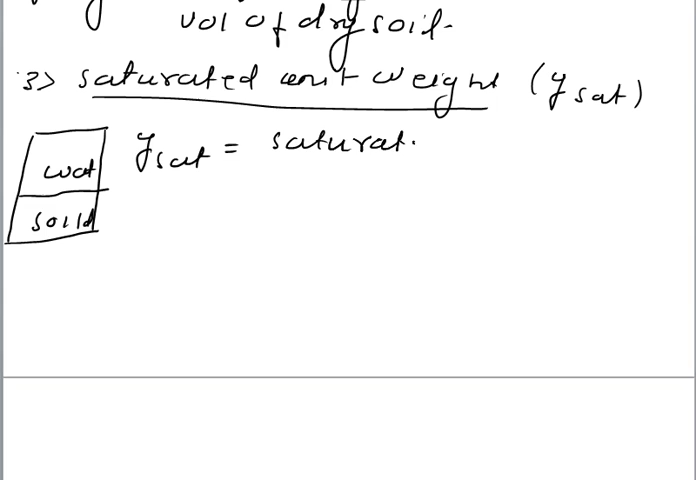 vol of dry soil.
3> saturated unit weight (γsat)
γsat = saturat.
wat
solid